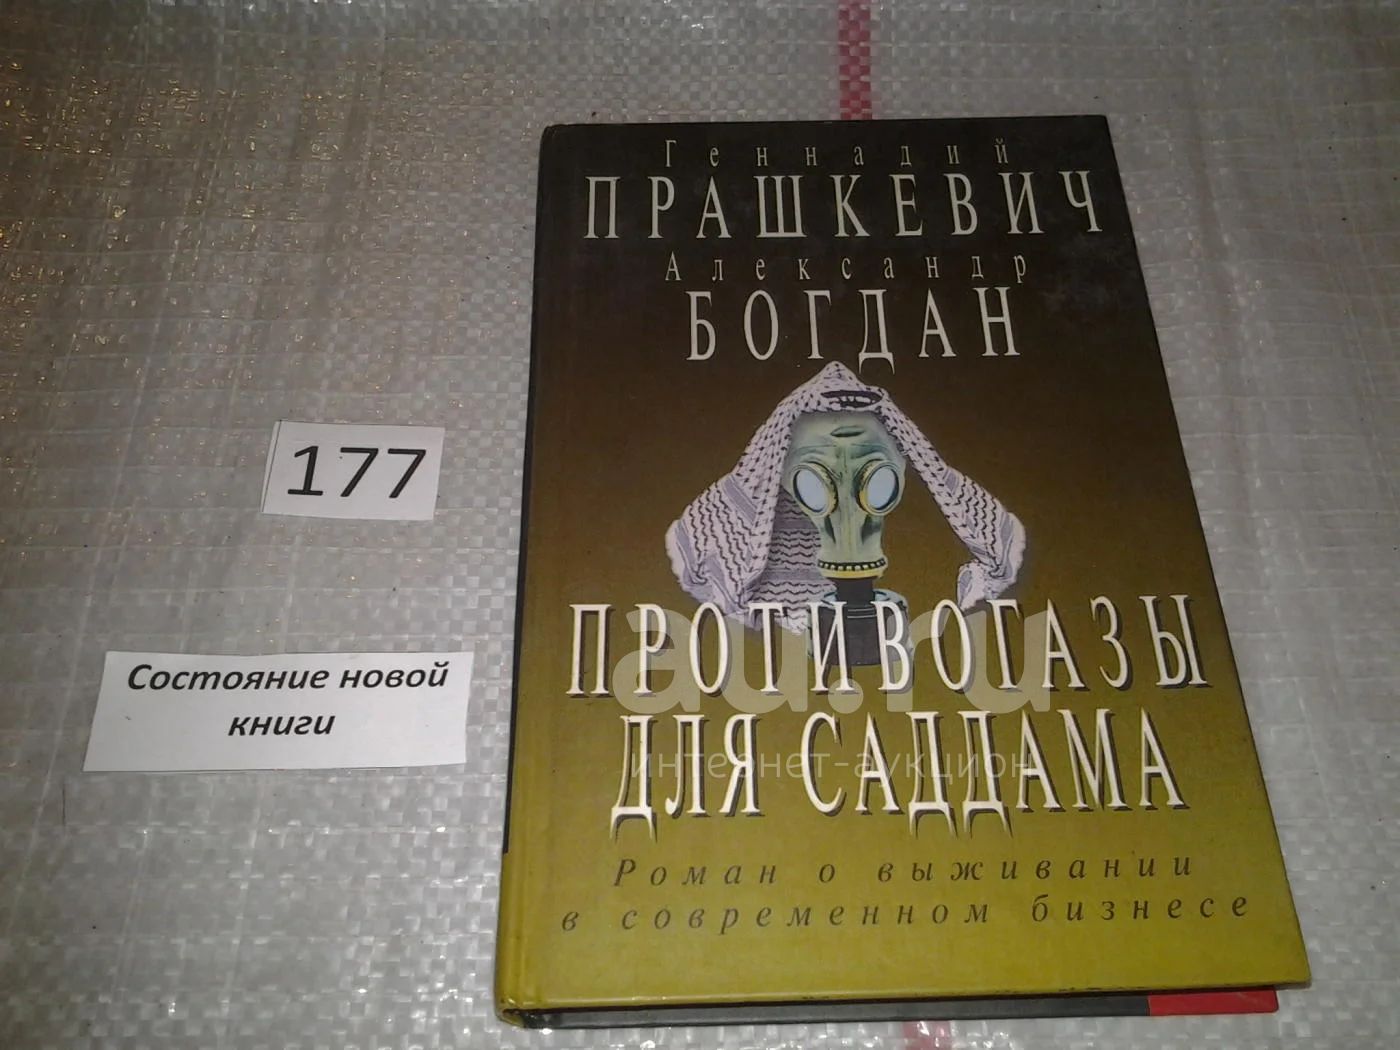 Геннадий
ПРАШКЕВИЧ
Александр
БОГДАН
177
ПРОТИВОГАЗЫ
au.ru
Состояние новой
книги
ДЛЯ САДДАМА
интернет-аукцион
Роман о выживании
в современном бизнесе